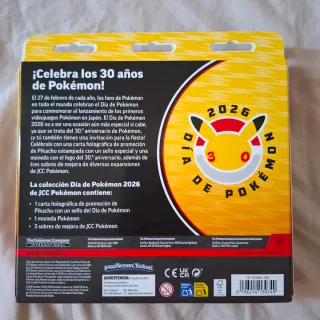 ¡Celebra los 30 años
de Pokémon!
El 27 de febrero de cada año, los fans de Pokémon
en todo el mundo celebran el Día de Pokémon
para conmemorar el lanzamiento de los primeros
videojuegos Pokémon en Japón. El Día de Pokémon
2026 va a ser una ocasión aún más especial si cabe,
ya que se trata del 30.º aniversario de Pokémon,
¡y tú también tienes una invitación para la fiesta!
Celébralo con una carta holográfica de promoción
de Pikachu estampada con un sello especial y una
moneda con el logo del 30.º aniversario, además de
tres sobres de mejora de diversas expansiones
de JCC Pokémon.
La colección Día de Pokémon 2026
de JCC Pokémon contiene:
• 1 carta holográfica de promoción de
Pikachu con un sello del Día de Pokémon
• 1 moneda Pokémon
• 3 sobres de mejora de JCC Pokémon
2026
30
DÍA DE POKÉMON
The Pokémon Company
ADVERTENCIA:
UK
CA
CE